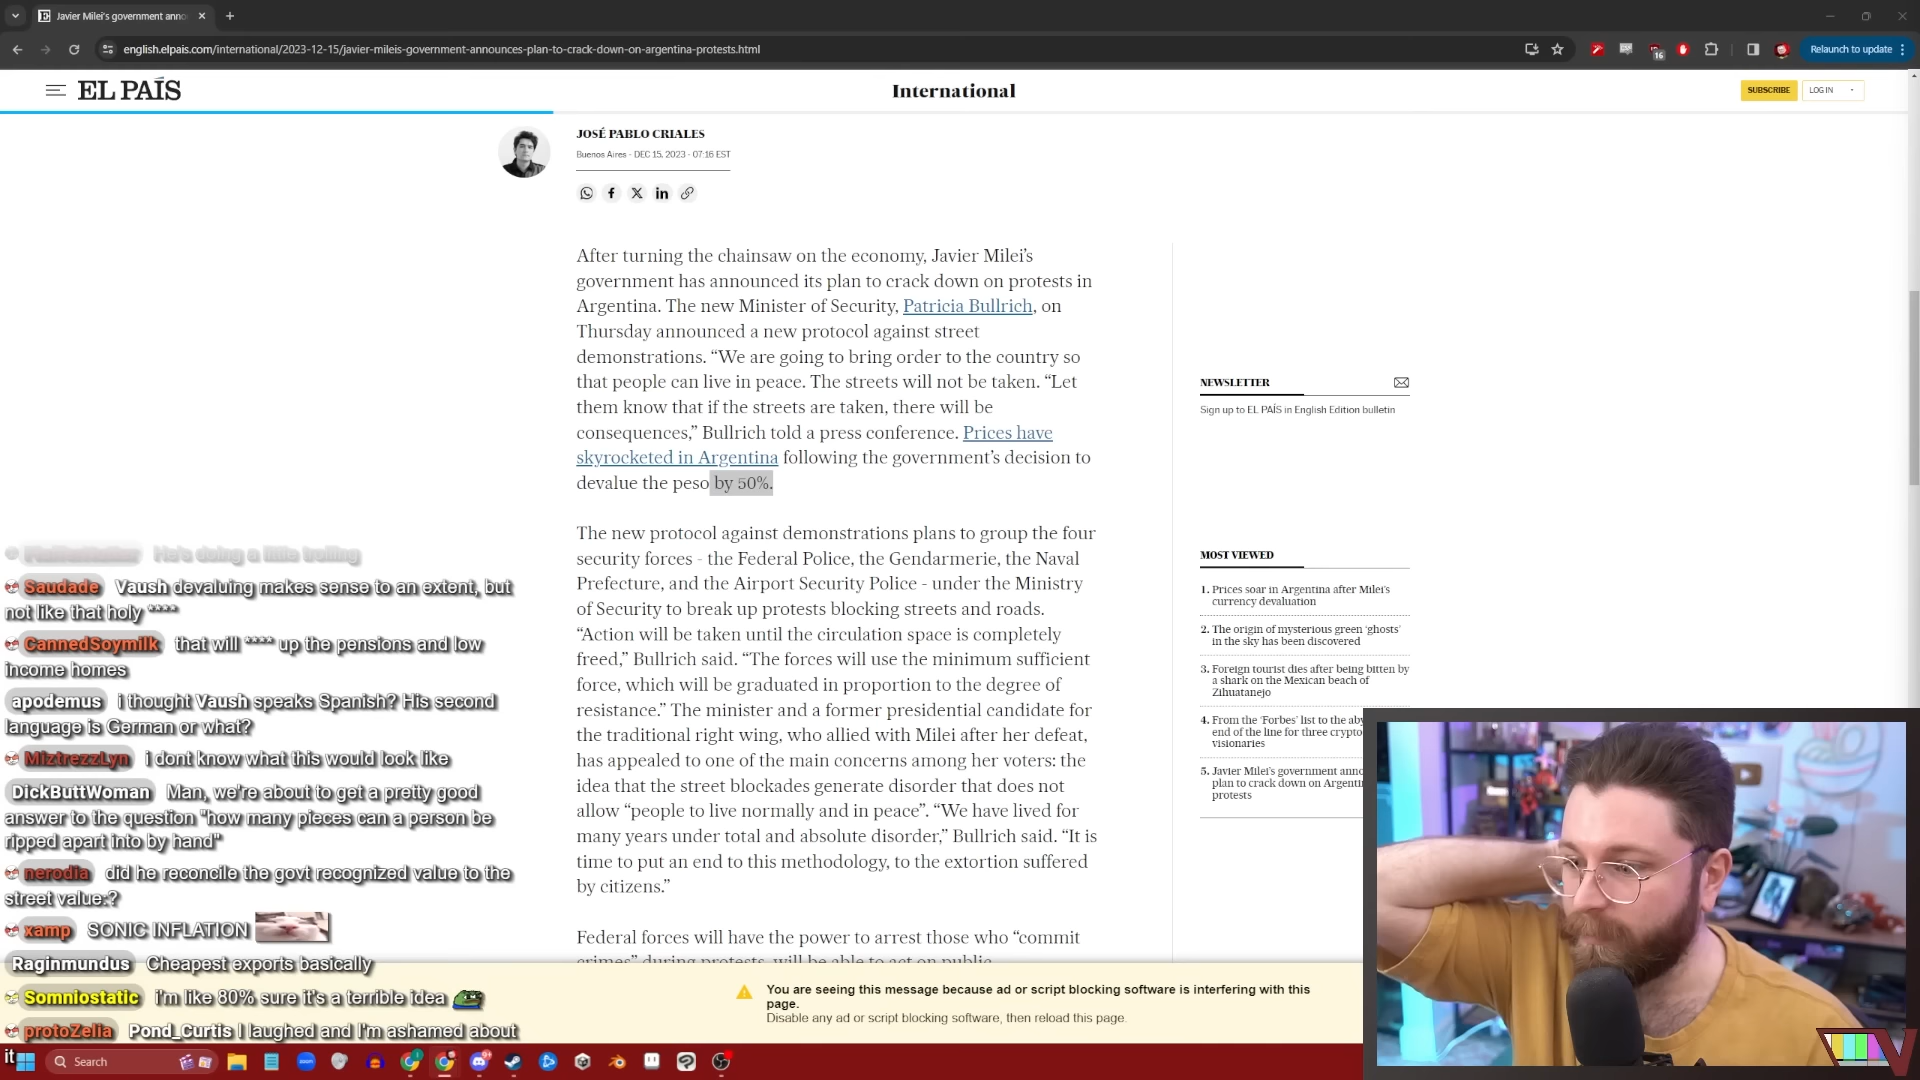 Javier Milei's government anno
english.elpais.com/international/2023-12-15/javier-mileis-government-announces-plan-to-crack-down-on-argentina-protests.html
16
Relaunch to update
EL PAÍS
International
SUBSCRIBE
LOG IN
JOSÉ PABLO CRIALES
Buenos Aires - DEC 15, 2023 - 07:16 EST
After turning the chainsaw on the economy, Javier Milei's
government has announced its plan to crack down on protests in
Argentina. The new Minister of Security, Patricia Bullrich, on
Thursday announced a new protocol against street
demonstrations. “We are going to bring order to the country so
that people can live in peace. The streets will not be taken. “Let
them know that if the streets are taken, there will be
consequences,” Bullrich told a press conference. Prices have
skyrocketed in Argentina following the government’s decision to
devalue the peso by 50%.
The new protocol against demonstrations plans to group the four
security forces - the Federal Police, the Gendarmerie, the Naval
Prefecture, and the Airport Security Police - under the Ministry
of Security to break up protests blocking streets and roads.
“Action will be taken until the circulation space is completely
freed,” Bullrich said. “The forces will use the minimum sufficient
force, which will be graduated in proportion to the degree of
resistance.” The minister and a former presidential candidate for
the traditional right wing, who allied with Milei after her defeat,
has appealed to one of the main concerns among her voters: the
idea that the street blockades generate disorder that does not
allow “people to live normally and in peace”. “We have lived for
many years under total and absolute disorder,” Bullrich said. “It is
time to put an end to this methodology, to the extortion suffered
by citizens.”
Federal forces will have the power to arrest those who “commit
crimes” during protests, will be able to act on public
NEWSLETTER
Sign up to EL PAÍS in English Edition bulletin
MOST VIEWED
1. Prices soar in Argentina after Milei's
currency devaluation
2. The origin of mysterious green ‘ghosts’
in the sky has been discovered
3. Foreign tourist dies after being bitten by
a shark on the Mexican beach of
Zihuatanejo
4. From the ‘Forbes’ list to the aby
end of the line for three crypto
visionaries
5. Javier Milei’s government anno
plan to crack down on Argentin
protests
He's doing a little trolling
Saudade Vaush devaluing makes sense to an extent, but
not like that holy ****
CannedSoymilk that will **** up the pensions and low
income homes
apodemus i thought Vaush speaks Spanish? His second
language is German or what?
MiztrezzLyn i dont know what this would look like
DickButtWoman Man, we're about to get a pretty good
answer to the question "how many pieces can a person be
ripped apart into by hand"
nerodia did he reconcile the govt recognized value to the
street value:?
xamp SONIC INFLATION
Raginmundus Cheapest exports basically
Somniostatic i'm like 80% sure it's a terrible idea
protoZelia Pond_Curtis I laughed and I'm ashamed about
it
You are seeing this message because ad or script blocking software is interfering with this
page.
Disable any ad or script blocking software, then reload this page.
Search
zoom